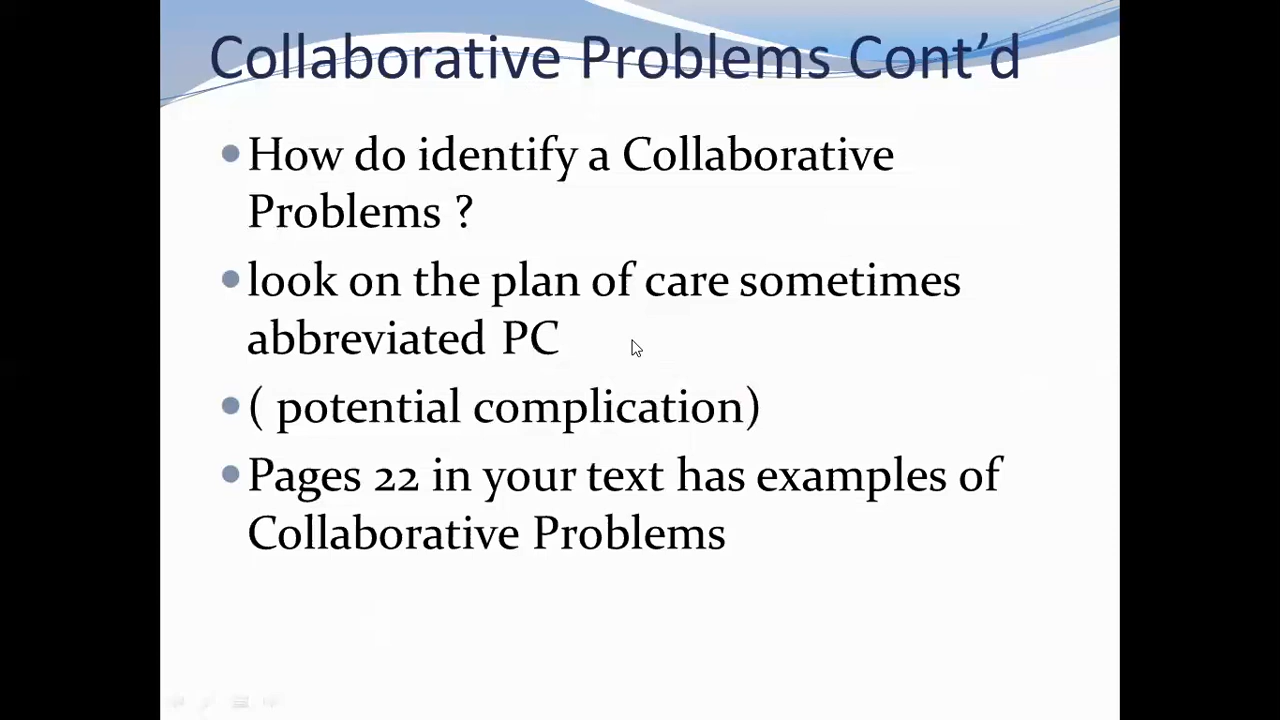 Collaborative Problems Cont’d
•How do identify a Collaborative
Problems ?
•look on the plan of care sometimes
abbreviated PC
•( potential complication)
•Pages 22 in your text has examples of
Collaborative Problems